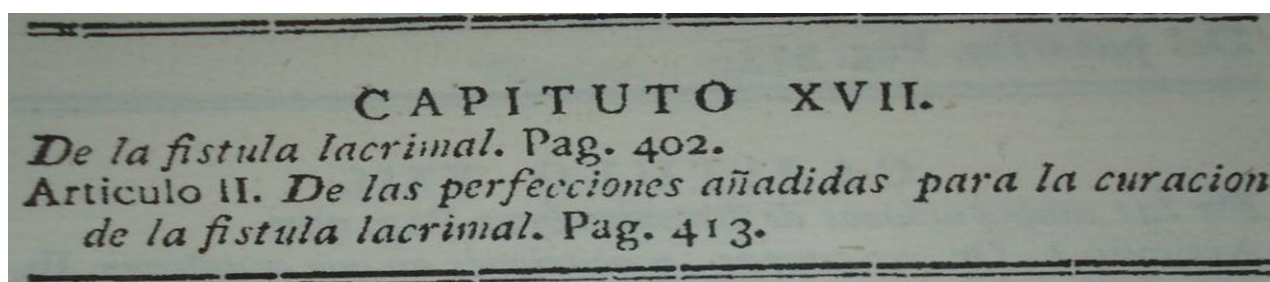 CAPITUTO XVII.
De la fistula lacrimal. Pag. 402.
Articulo II. De las perfecciones añadidas para la curacion
de la fistula lacrimal. Pag. 413.